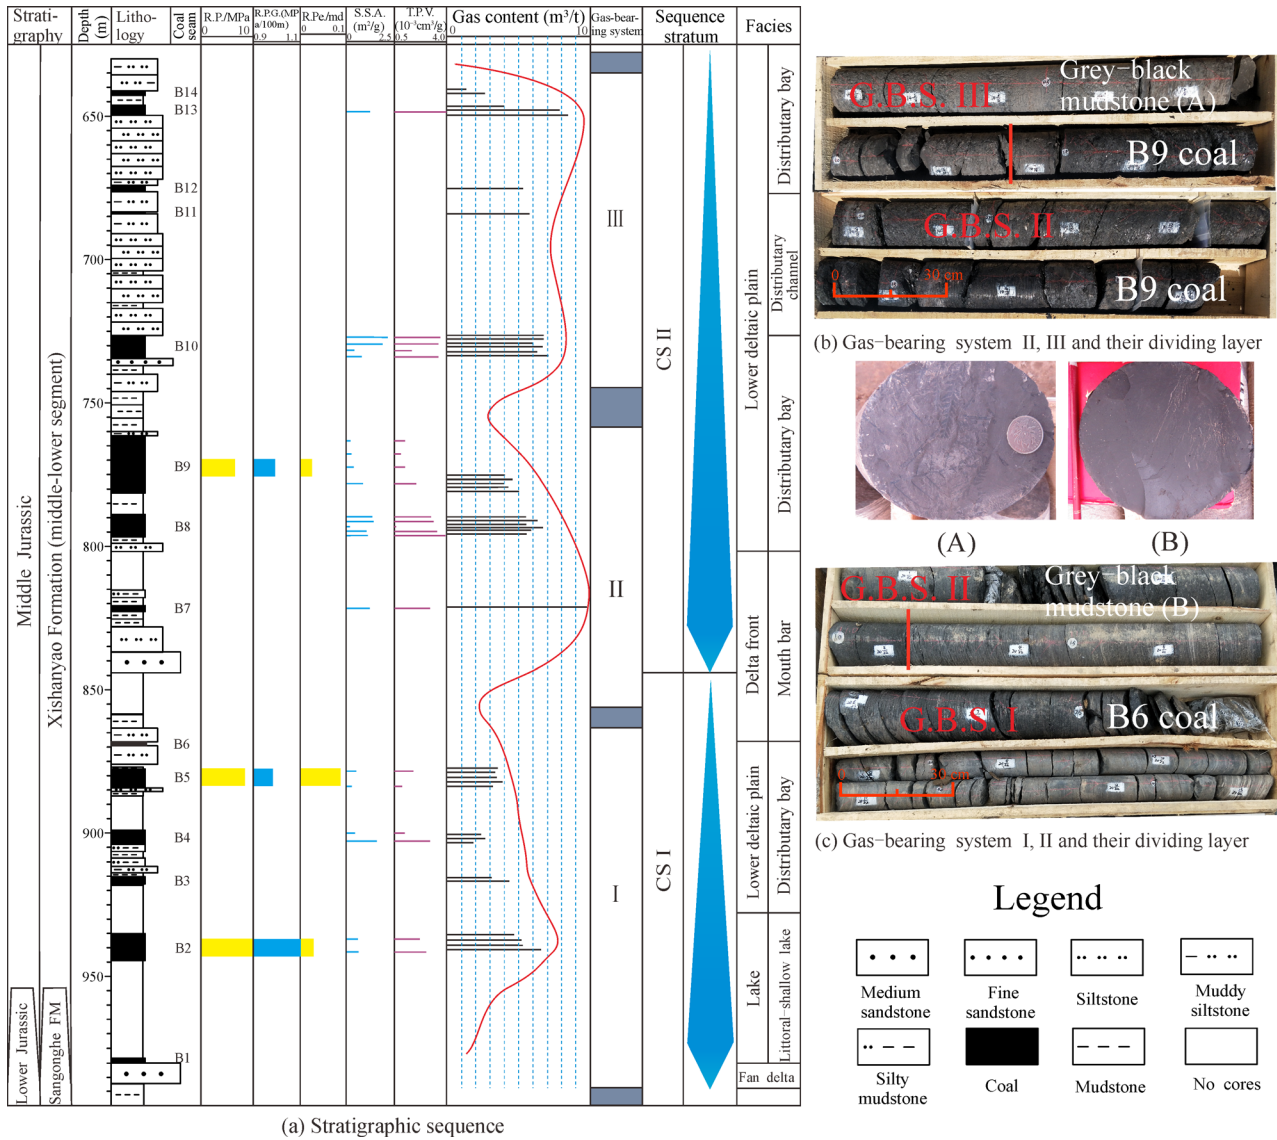 Strati-
graphy
Depth
(m)
Litho-
logy
Coal
seam
R.P./MPa
0 10
R.P.G.(MP
a/100m)
0.9 1.1
R.Pe./md
0 0.1
S.S.A.
(m²/g)
0 2.5
T.P.V.
(10⁻³cm³/g)
0.5 4.0
Gas content (m³/t)
0 10
Gas-bear-
ing system
Sequence
stratum
Facies
Middle Jurassic
Lower Jurassic
Xishanyao Formation (middle-lower segment)
Sangonghe FM
650
700
750
800
850
900
950
B14
B13
B12
B11
B10
B9
B8
B7
B6
B5
B4
B3
B2
B1
III
II
I
CS II
CS I
Lower deltaic plain
Delta front
Lower deltaic plain
Lake
Distributary bay
Distributary
channel
Distributary bay
Mouth bar
Distributary bay
Littoral-shallow lake
Fan delta
(a) Stratigraphic sequence
G.B.S. III
Grey-black
mudstone (A)
B9 coal
G.B.S. II
0 30 cm
B9 coal
(b) Gas-bearing system II, III and their dividing layer
(A)
(B)
G.B.S. II
Grey-black
mudstone (B)
G.B.S. I
B6 coal
0 30 cm
(c) Gas-bearing system I, II and their dividing layer
Legend
Medium
sandstone
Fine
sandstone
Siltstone
Muddy
siltstone
Silty
mudstone
Coal
Mudstone
No cores